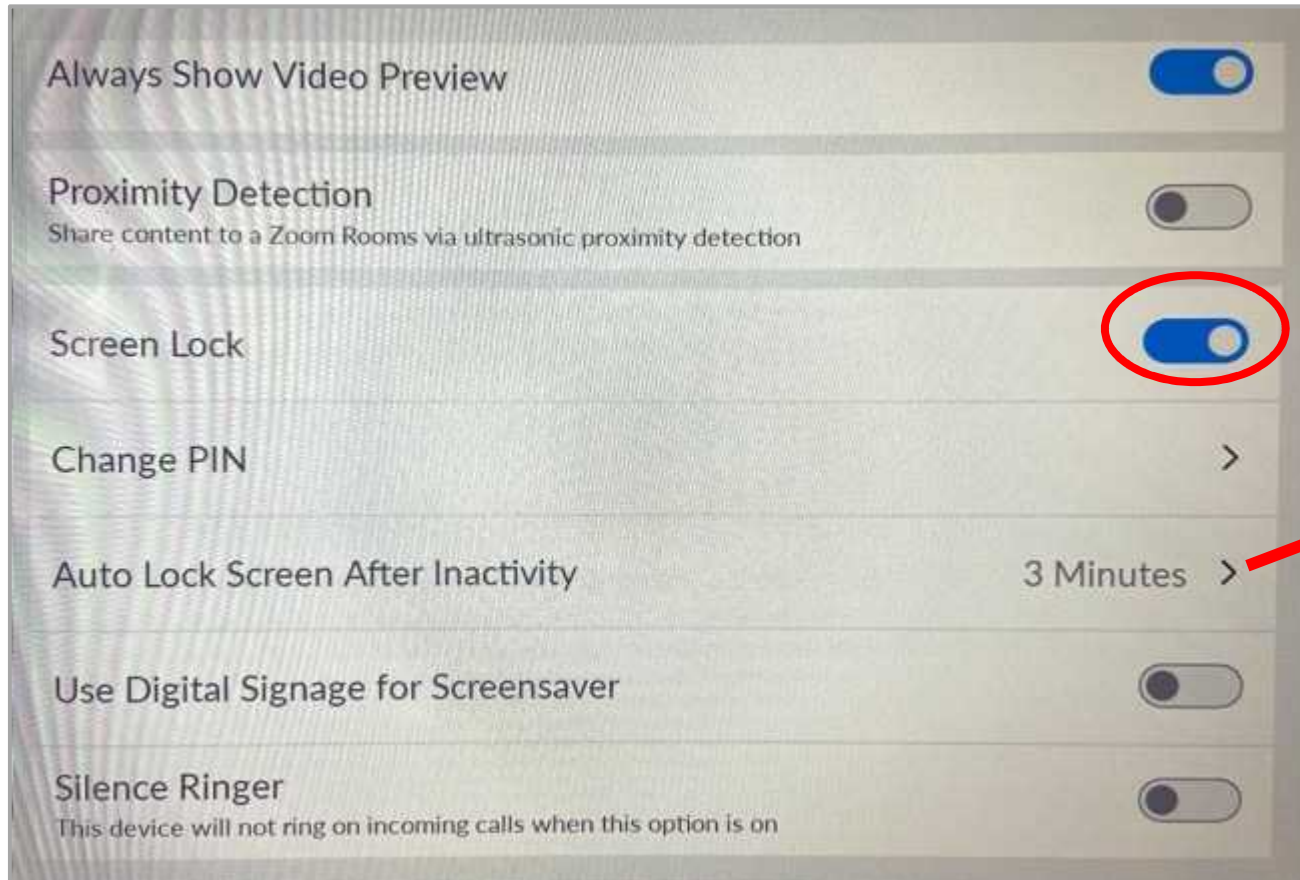 Always Show Video Preview
Proximity Detection
Share content to a Zoom Rooms via ultrasonic proximity detection
Screen Lock
Change PIN
Auto Lock Screen After Inactivity 3 Minutes >
Use Digital Signage for Screensaver
Silence Ringer
This device will not ring on incoming calls when this option is on